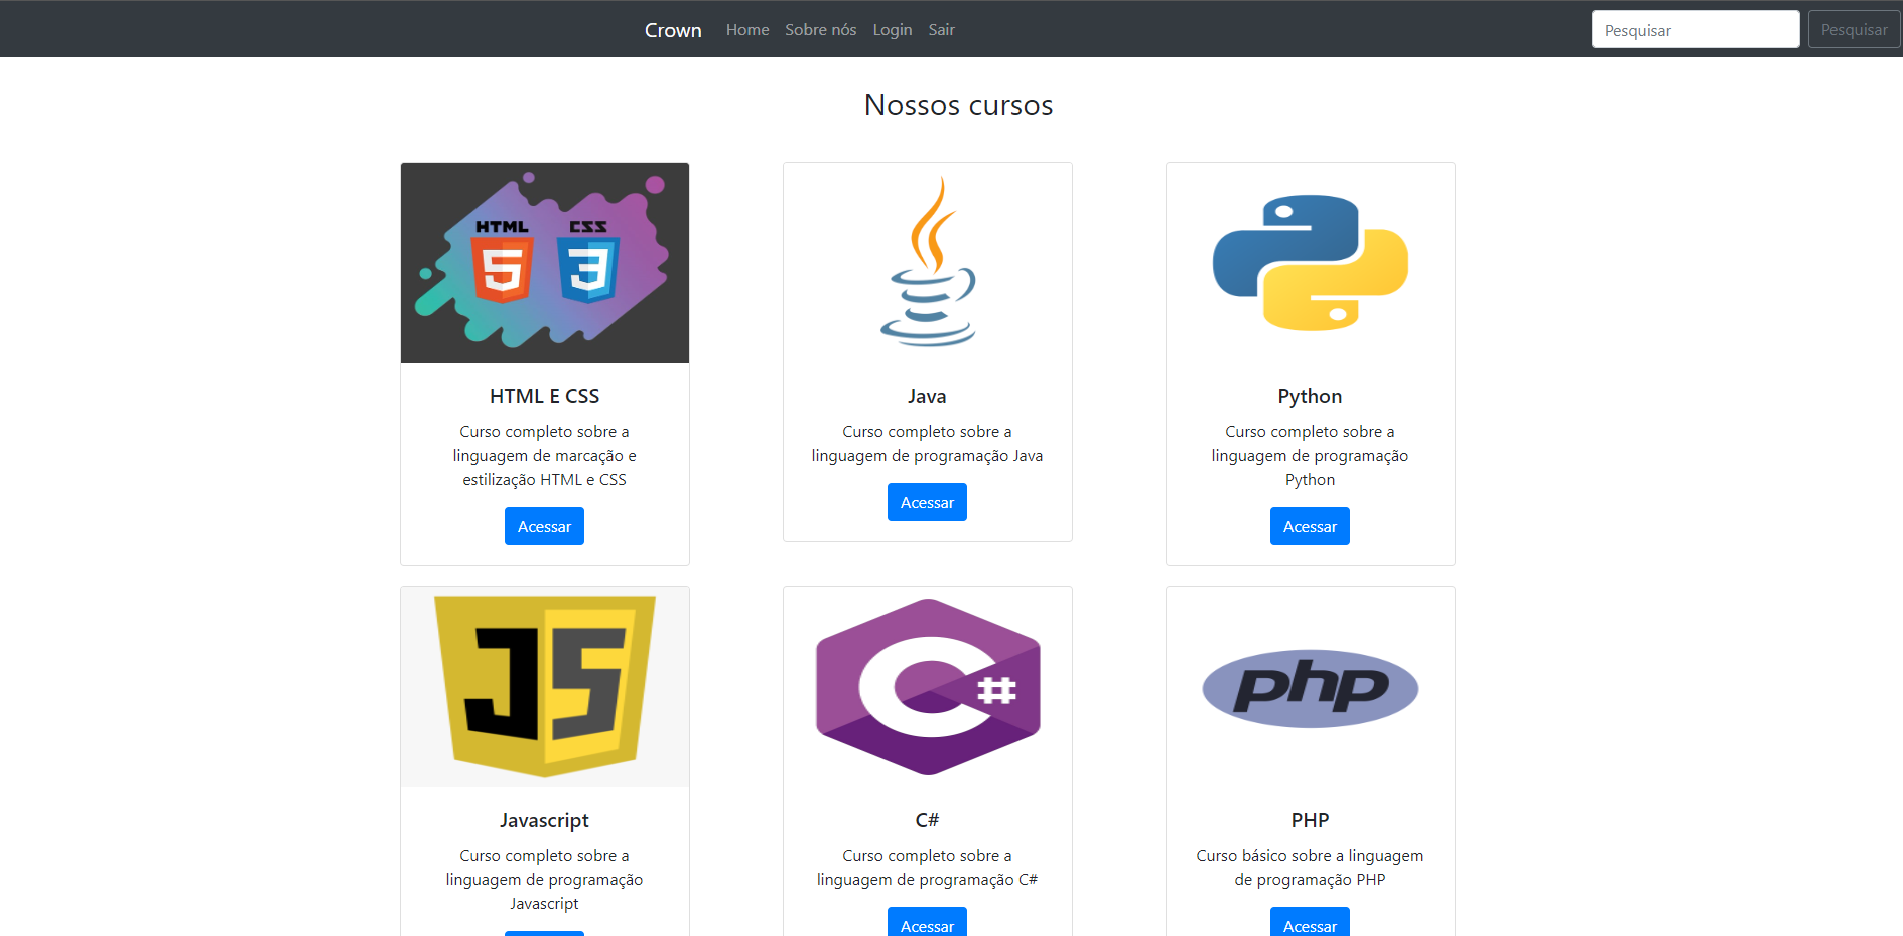 Crown Home Sobre nós Login Sair Pesquisar Pesquisar
Nossos cursos
HTML CSS
5 3
HTML E CSS
Curso completo sobre a
linguagem de marcação e
estilização HTML e CSS
Acessar
Java
Curso completo sobre a
linguagem de programação Java
Acessar
Python
Curso completo sobre a
linguagem de programação
Python
Acessar
JS
Javascript
Curso completo sobre a
linguagem de programação
Javascript
C#
C#
Curso completo sobre a
linguagem de programação C#
Acessar
php
PHP
Curso básico sobre a linguagem
de programação PHP
Acessar